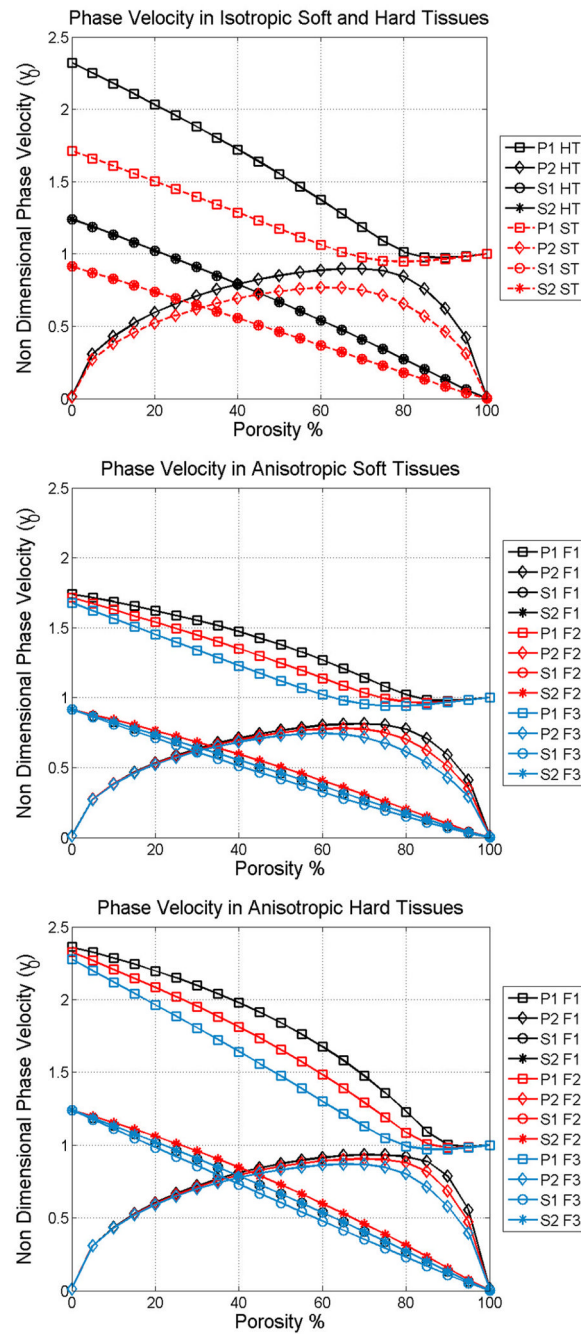 Phase Velocity in Isotropic Soft and Hard Tissues
Non Dimensional Phase Velocity (γ)
2.5
2
1.5
1
0.5
0
0
20
40
60
80
100
Porosity %
P1 HT
P2 HT
S1 HT
S2 HT
P1 ST
P2 ST
S1 ST
S2 ST
Phase Velocity in Anisotropic Soft Tissues
Non Dimensional Phase Velocity (γ)
2.5
2
1.5
1
0.5
0
0
20
40
60
80
100
Porosity %
P1 F1
P2 F1
S1 F1
S2 F1
P1 F2
P2 F2
S1 F2
S2 F2
P1 F3
P2 F3
S1 F3
S2 F3
Phase Velocity in Anisotropic Hard Tissues
Non Dimensional Phase Velocity (γ)
2.5
2
1.5
1
0.5
0
0
20
40
60
80
100
Porosity %
P1 F1
P2 F1
S1 F1
S2 F1
P1 F2
P2 F2
S1 F2
S2 F2
P1 F3
P2 F3
S1 F3
S2 F3